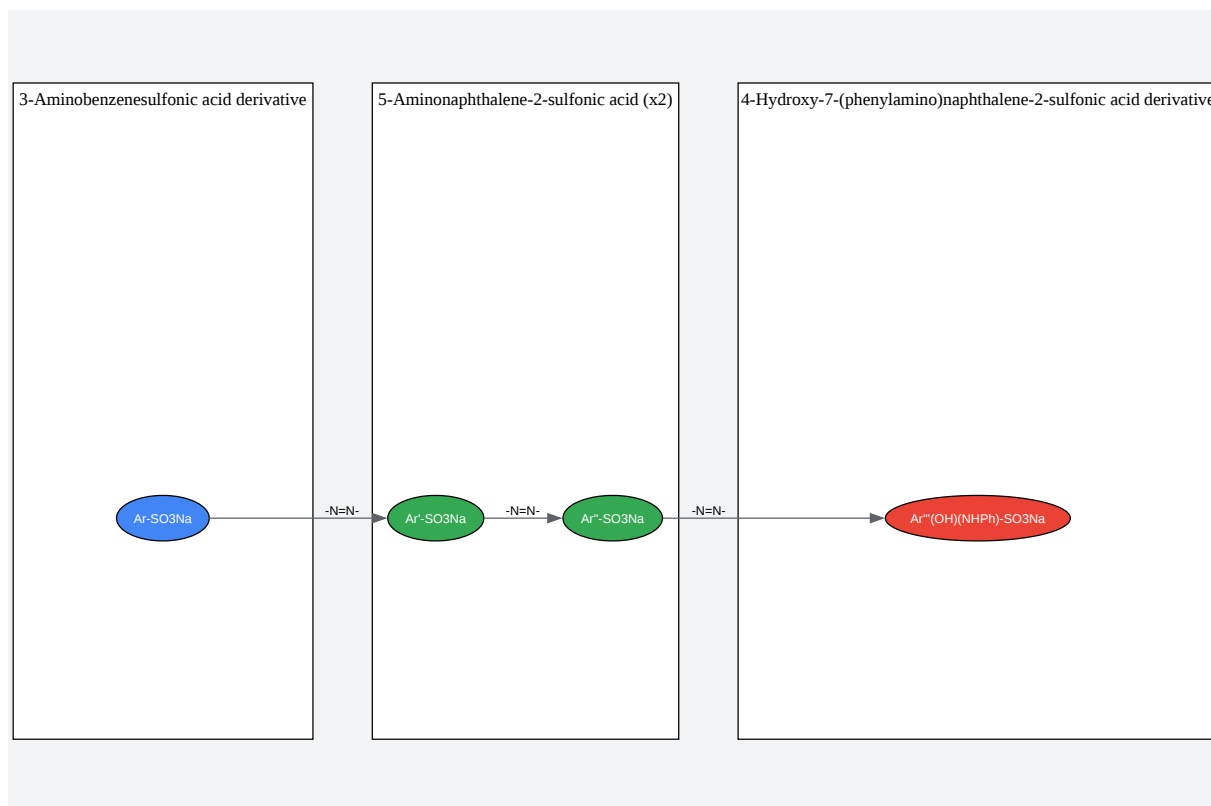 3-Aminobenzenesulfonic acid derivative
5-Aminonaphthalene-2-sulfonic acid (x2)
4-Hydroxy-7-(phenylamino)naphthalene-2-sulfonic acid derivative
Ar-SO3Na
-N=N-
Ar'-SO3Na
-N=N-
Ar''-SO3Na
-N=N-
Ar'''(OH)(NHPh)-SO3Na